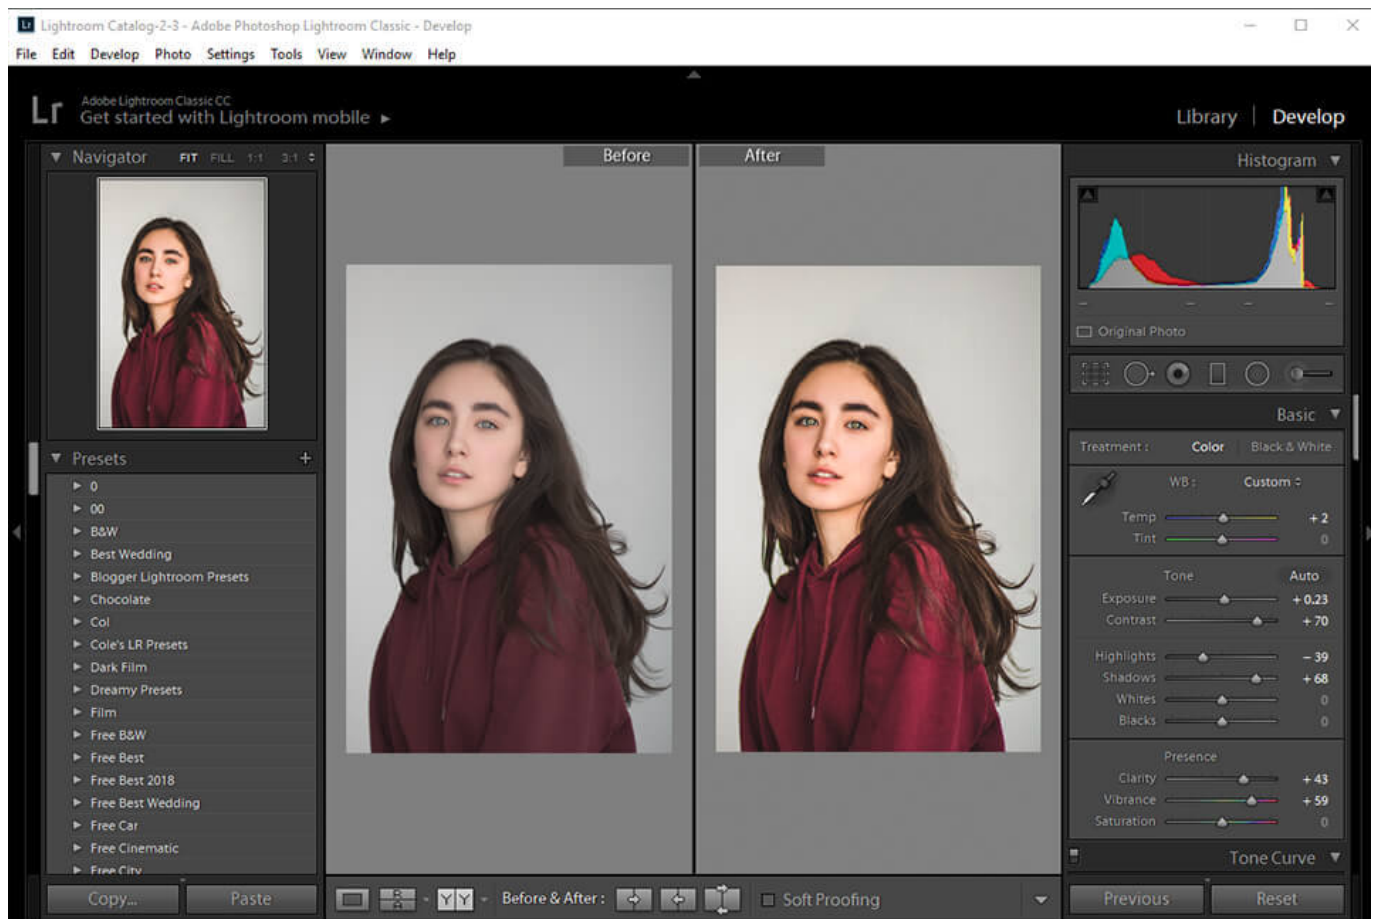 Lr Lightroom Catalog-2-3 - Adobe Photoshop Lightroom Classic - Develop
File Edit Develop Photo Settings Tools View Window Help
Lr
Adobe Lightroom Classic CC
Get started with Lightroom mobile
Library | Develop
Navigator FIT FILL 1:1 3:1
Before
After
Histogram
Original Photo
Presets +
0
00
B&W
Best Wedding
Blogger Lightroom Presets
Chocolate
Col
Cole's LR Presets
Dark Film
Dreamy Presets
Film
Free B&W
Free Best
Free Best 2018
Free Best Wedding
Free Car
Free Cinematic
Free City
Basic
Treatment : Color Black & White
WB : Custom
Temp + 2
Tint 0
Tone Auto
Exposure + 0.23
Contrast + 70
Highlights – 39
Shadows + 68
Whites 0
Blacks 0
Presence
Clarity + 43
Vibrance + 59
Saturation 0
Tone Curve
Copy... Paste
R A
Y Y
Before & After :
Soft Proofing
Previous Reset